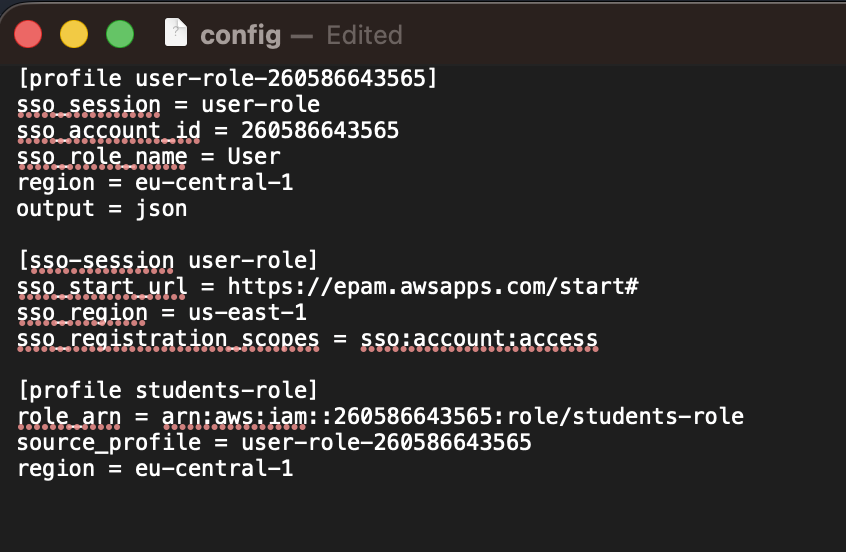 config — Edited
[profile user-role-260586643565]
sso_session = user-role
sso_account_id = 260586643565
sso_role_name = User
region = eu-central-1
output = json
[sso-session user-role]
sso_start_url = https://epam.awsapps.com/start#
sso_region = us-east-1
sso_registration_scopes = sso:account:access
[profile students-role]
role_arn = arn:aws:iam::260586643565:role/students-role
source_profile = user-role-260586643565
region = eu-central-1